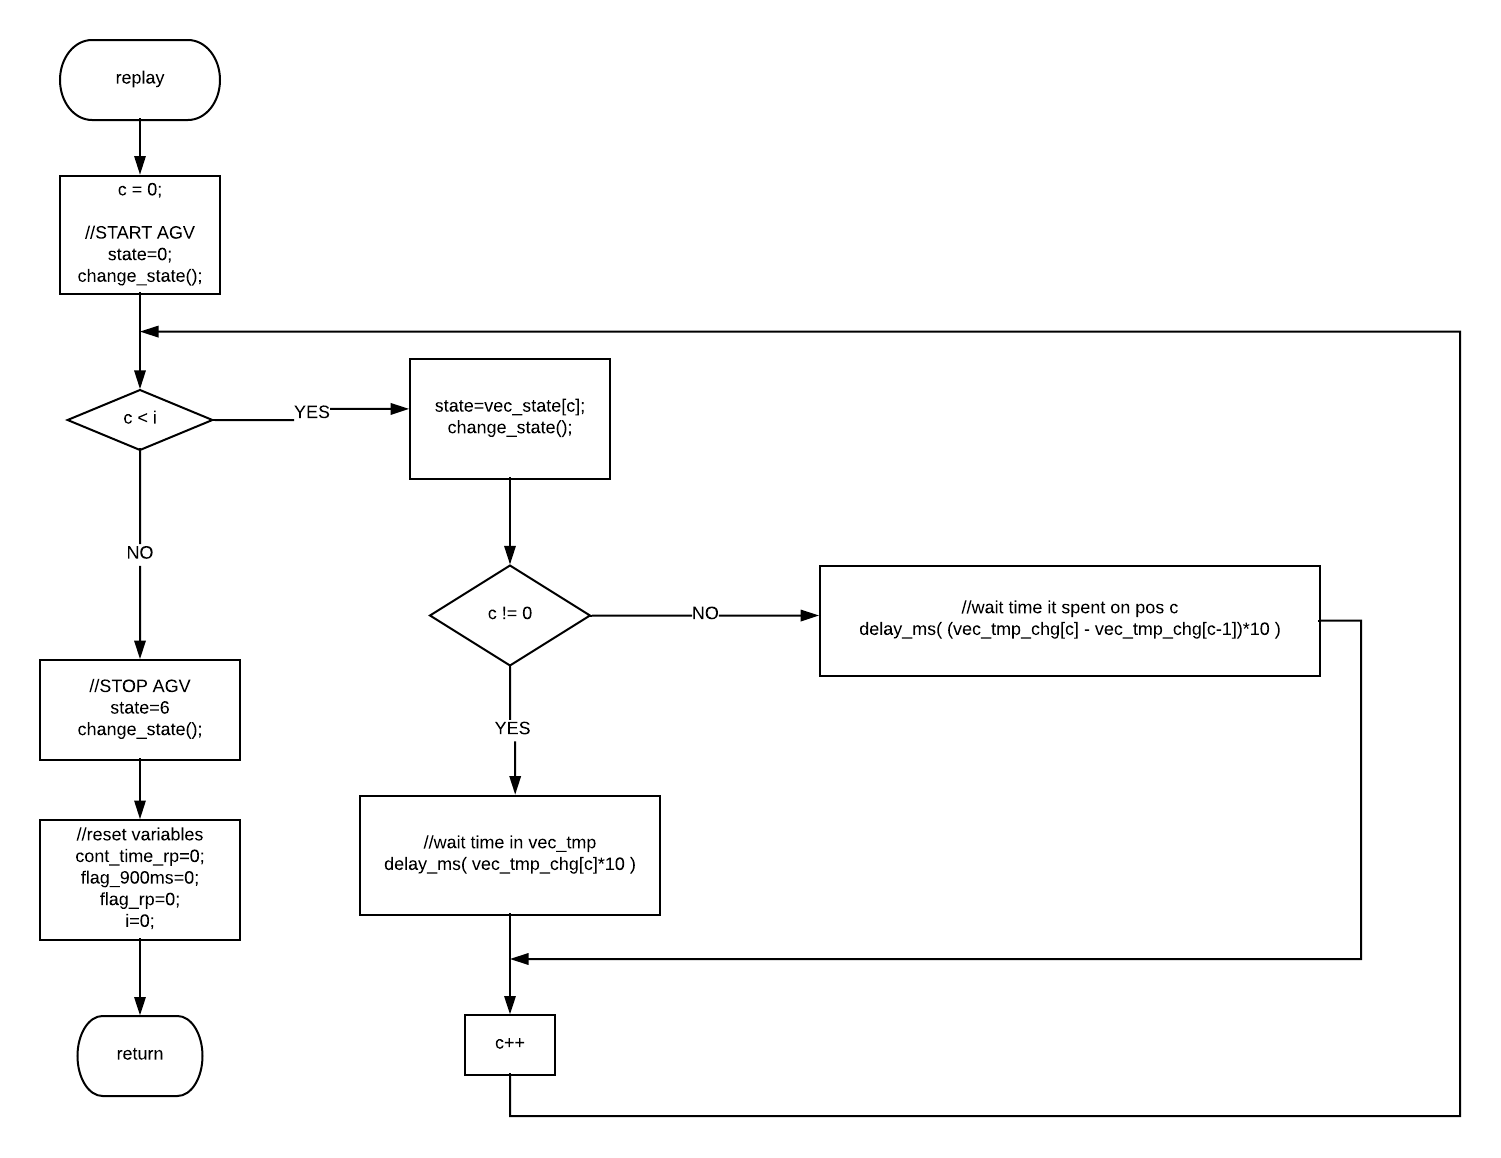 replay
c = 0;
//START AGV
state=0;
change_state();
c < i
YES
state=vec_state[c];
change_state();
NO
c != 0
NO
//wait time it spent on pos c
delay_ms( (vec_tmp_chg[c] - vec_tmp_chg[c-1])*10 )
YES
//STOP AGV
state=6
change_state();
//wait time in vec_tmp
delay_ms( vec_tmp_chg[c]*10 )
//reset variables
cont_time_rp=0;
flag_900ms=0;
flag_rp=0;
i=0;
c++
return